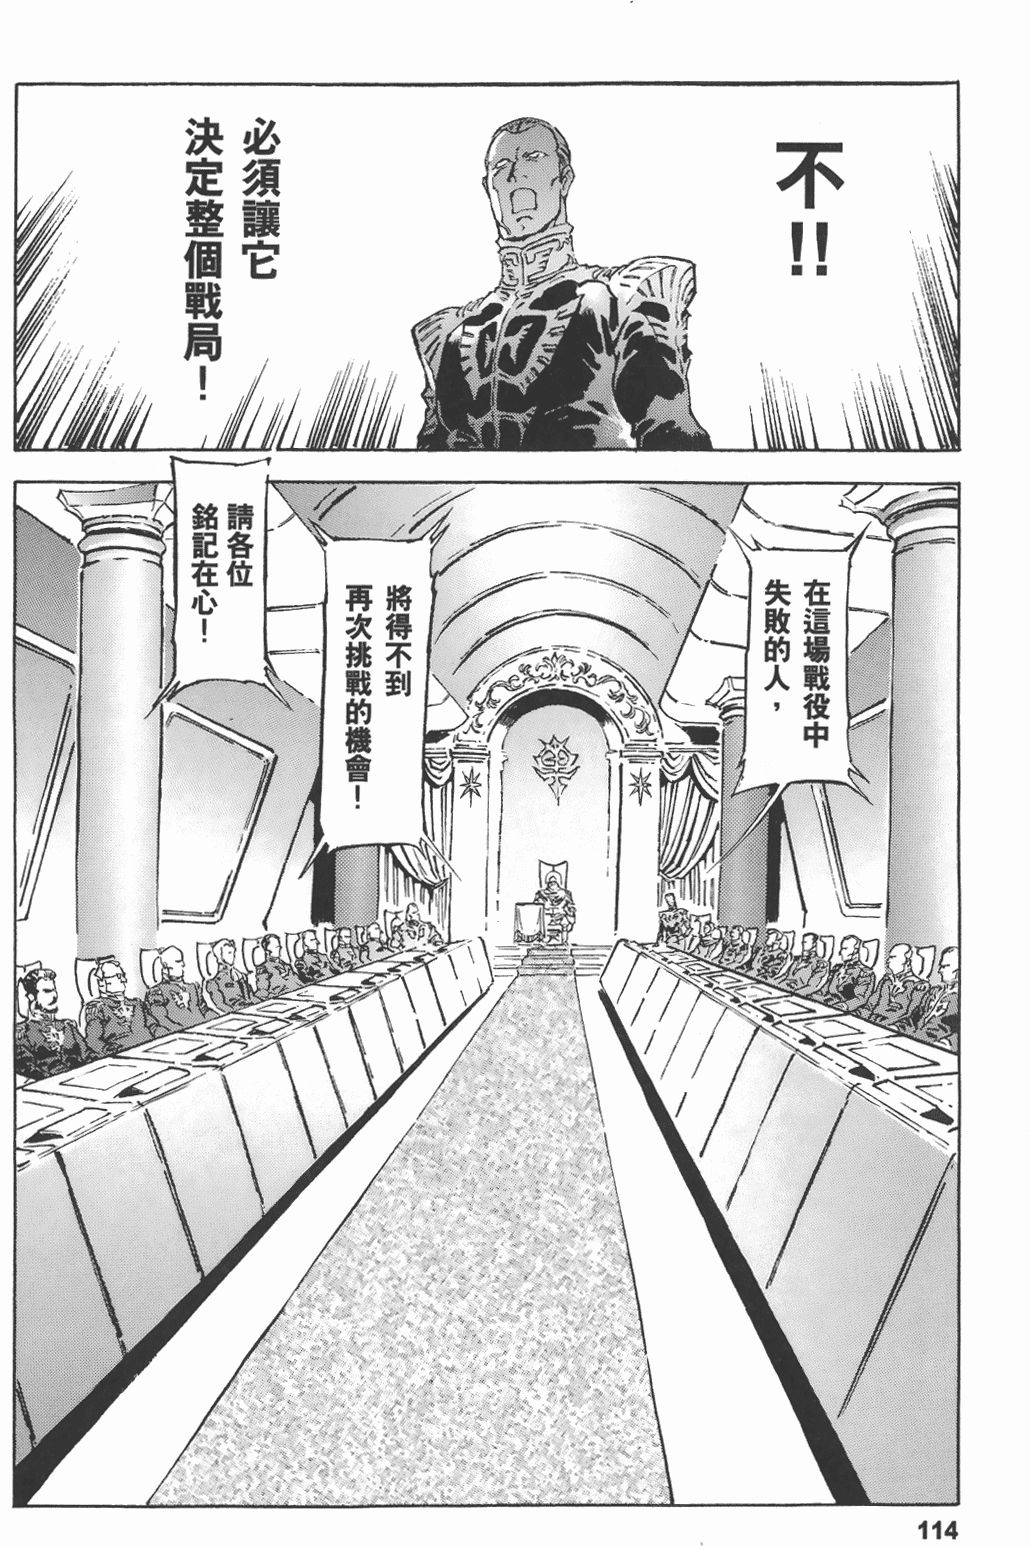 不!!
必須讓它
決定整個戰局！
在這場戰役中
失敗的人，
將得不到
再次挑戰的機會！
請各位
銘記在心！
114